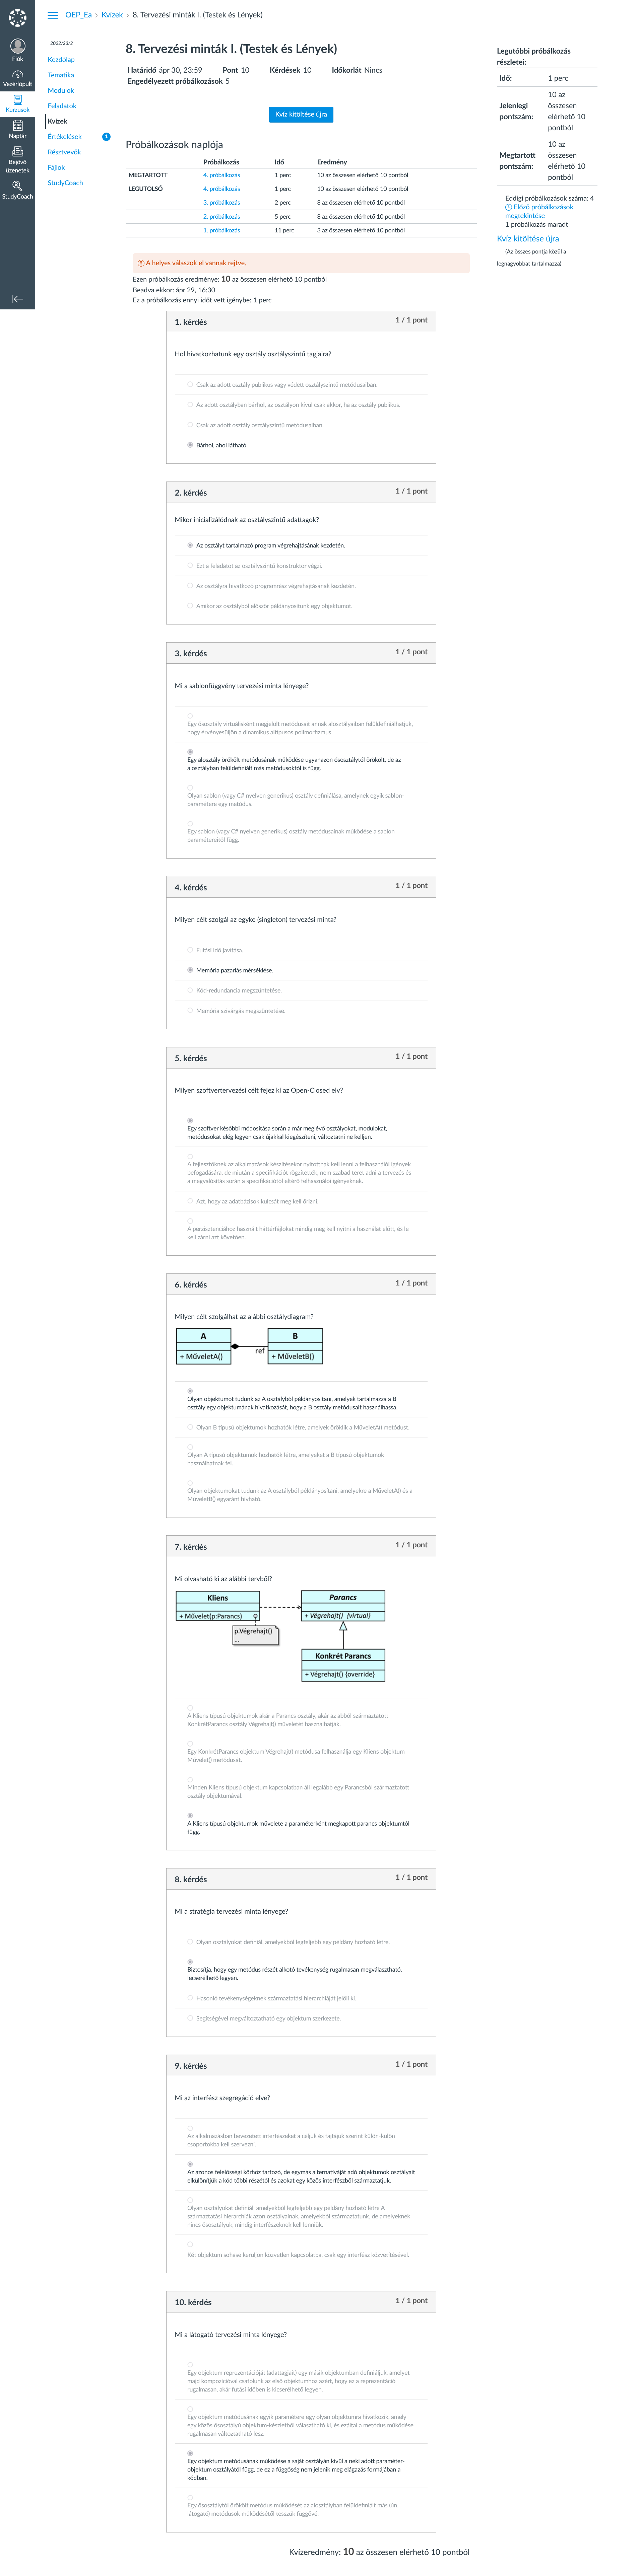 Fiók
Vezérlőpult
Kurzusok
Naptár
Bejövő
üzenetek
StudyCoach
OEP_Ea > Kvízek > 8. Tervezési minták I. (Testek és Lények)
2022/23/2
Kezdőlap
Tematika
Modulok
Feladatok
Kvízek
Értékelések 1
Résztvevők
Fájlok
StudyCoach
8. Tervezési minták I. (Testek és Lények)
Határidő ápr 30, 23:59 Pont 10 Kérdések 10 Időkorlát Nincs
Engedélyezett próbálkozások 5
Kvíz kitöltése újra
Próbálkozások naplója
Próbálkozás Idő Eredmény
MEGTARTOTT 4. próbálkozás 1 perc 10 az összesen elérhető 10 pontból
LEGUTOLSÓ 4. próbálkozás 1 perc 10 az összesen elérhető 10 pontból
3. próbálkozás 2 perc 8 az összesen elérhető 10 pontból
2. próbálkozás 5 perc 8 az összesen elérhető 10 pontból
1. próbálkozás 11 perc 3 az összesen elérhető 10 pontból
A helyes válaszok el vannak rejtve.
Ezen próbálkozás eredménye: 10 az összesen elérhető 10 pontból
Beadva ekkor: ápr 29, 16:30
Ez a próbálkozás ennyi időt vett igénybe: 1 perc
1. kérdés 1 / 1 pont
Hol hivatkozhatunk egy osztály osztályszintű tagjaira?
Csak az adott osztály publikus vagy védett osztályszintű metódusaiban.
Az adott osztályban bárhol, az osztályon kívül csak akkor, ha az osztály publikus.
Csak az adott osztály osztályszintű metódusaiban.
Bárhol, ahol látható.
2. kérdés 1 / 1 pont
Mikor inicializálódnak az osztályszintű adattagok?
Az osztályt tartalmazó program végrehajtásának kezdetén.
Ezt a feladatot az osztályszintű konstruktor végzi.
Az osztályra hivatkozó programrész végrehajtásának kezdetén.
Amikor az osztályból először példányosítunk egy objektumot.
3. kérdés 1 / 1 pont
Mi a sablonfüggvény tervezési minta lényege?
Egy ősosztály virtuálisként megjelölt metódusait annak alosztályaiban felüldefiniálhatjuk,
hogy érvényesüljön a dinamikus altípusos polimorfizmus.
Egy alosztály örökölt metódusának működése ugyanazon ősosztálytól örökölt, de az
alosztályban felüldefiniált más metódusoktól is függ.
Olyan sablon (vagy C# nyelven generikus) osztály definiálása, amelynek egyik sablon-
paramétere egy metódus.
Egy sablon (vagy C# nyelven generikus) osztály metódusainak működése a sablon
paramétereitől függ.
4. kérdés 1 / 1 pont
Milyen célt szolgál az egyke (singleton) tervezési minta?
Futási idő javítása.
Memória pazarlás mérséklése.
Kód-redundancia megszüntetése.
Memória szivárgás megszüntetése.
5. kérdés 1 / 1 pont
Milyen szoftvertervezési célt fejez ki az Open-Closed elv?
Egy szoftver későbbi módosítása során a már meglévő osztályokat, modulokat,
metódusokat elég legyen csak újakkal kiegészíteni, változtatni ne kelljen.
A fejlesztőknek az alkalmazások készítésekor nyitottnak kell lenni a felhasználói igények
befogadására, de miután a specifikációt rögzítették, nem szabad teret adni a tervezés és
a megvalósítás során a specifikációtól eltérő felhasználói igényeknek.
Azt, hogy az adatbázisok kulcsát meg kell őrizni.
A perzisztenciához használt háttérfájlokat mindig meg kell nyitni a használat előtt, és le
kell zárni azt követően.
6. kérdés 1 / 1 pont
Milyen célt szolgálhat az alábbi osztálydiagram?
A B
ref
+ MűveletA() + MűveletB()
Olyan objektumot tudunk az A osztályból példányosítani, amelyek tartalmazza a B
osztály egy objektumának hivatkozását, hogy a B osztály metódusait használhassa.
Olyan B típusú objektumok hozhatók létre, amelyek öröklik a MűveletA() metódust.
Olyan A típusú objektumok hozhatók létre, amelyeket a B típusú objektumok
használhatnak fel.
Olyan objektumokat tudunk az A osztályból példányosítani, amelyekre a MűveletA() és a
MűveletB() egyaránt hívható.
7. kérdés 1 / 1 pont
Mi olvasható ki az alábbi tervből?
Kliens Parancs
+ Művelet(p:Parancs) + Végrehajt() {virtual}
p.Végrehajt()
...
Konkrét Parancs
+ Végrehajt() {override}
A Kliens típusú objektumok akár a Parancs osztály, akár az abból származtatott
KonkrétParancs osztály Végrehajt() műveletét használhatják.
Egy KonkrétParancs objektum Végrehajt() metódusa felhasználja egy Kliens objektum
Művelet() metódusát.
Minden Kliens típusú objektum kapcsolatban áll legalább egy Parancsból származtatott
osztály objektumával.
A Kliens típusú objektumok művelete a paraméterként megkapott parancs objektumtól
függ.
8. kérdés 1 / 1 pont
Mi a stratégia tervezési minta lényege?
Olyan osztályokat definiál, amelyekből legfeljebb egy példány hozható létre.
Biztosítja, hogy egy metódus részét alkotó tevékenység rugalmasan megválasztható,
lecserélhető legyen.
Hasonló tevékenységeknek származtatási hierarchiáját jelöli ki.
Segítségével megváltoztatható egy objektum szerkezete.
9. kérdés 1 / 1 pont
Mi az interfész szegregáció elve?
Az alkalmazásban bevezetett interfészeket a céljuk és fajtájuk szerint külön-külön
csoportokba kell szervezni.
Az azonos felelősségi körhöz tartozó, de egymás alternatíváját adó objektumok osztályait
elkülönítjük a kód többi részétől és azokat egy közös interfészből származtatjuk.
Olyan osztályokat definiál, amelyekből legfeljebb egy példány hozható létre A
származtatási hierarchiák azon osztályainak, amelyekből származtatunk, de amelyeknek
nincs ősosztályuk, mindig interfészeknek kell lenniük.
Két objektum sohase kerüljön közvetlen kapcsolatba, csak egy interfész közvetítésével.
10. kérdés 1 / 1 pont
Mi a látogató tervezési minta lényege?
Egy objektum reprezentációját (adattagjait) egy másik objektumban definiáljuk, amelyet
majd kompozícióval csatolunk az első objektumhoz azért, hogy ez a reprezentáció
rugalmasan, akár futási időben is kicserélhető legyen.
Egy objektum metódusának egyik paramétere egy olyan objektumra hivatkozik, amely
egy közös ősosztályú objektum-készletből választható ki, és ezáltal a metódus működése
rugalmasan változtatható lesz.
Egy objektum metódusának működése a saját osztályán kívül a neki adott paraméter-
objektum osztályától függ, de ez a függőség nem jelenik meg elágazás formájában a
kódban.
Egy ősosztálytól örökölt metódus működését az alosztályban felüldefiniált más (ún.
látogató) metódusok működésétől tesszük függővé.
Kvízeredmény: 10 az összesen elérhető 10 pontból
Legutóbbi próbálkozás
részletei:
Idő: 1 perc
Jelenlegi pontszám: 10 az összesen elérhető 10 pontból
Megtartott pontszám: 10 az összesen elérhető 10 pontból
Eddigi próbálkozások száma: 4
Előző próbálkozások
megtekintése
1 próbálkozás maradt
Kvíz kitöltése újra
(Az összes pontja közül a
legnagyobbat tartalmazza)